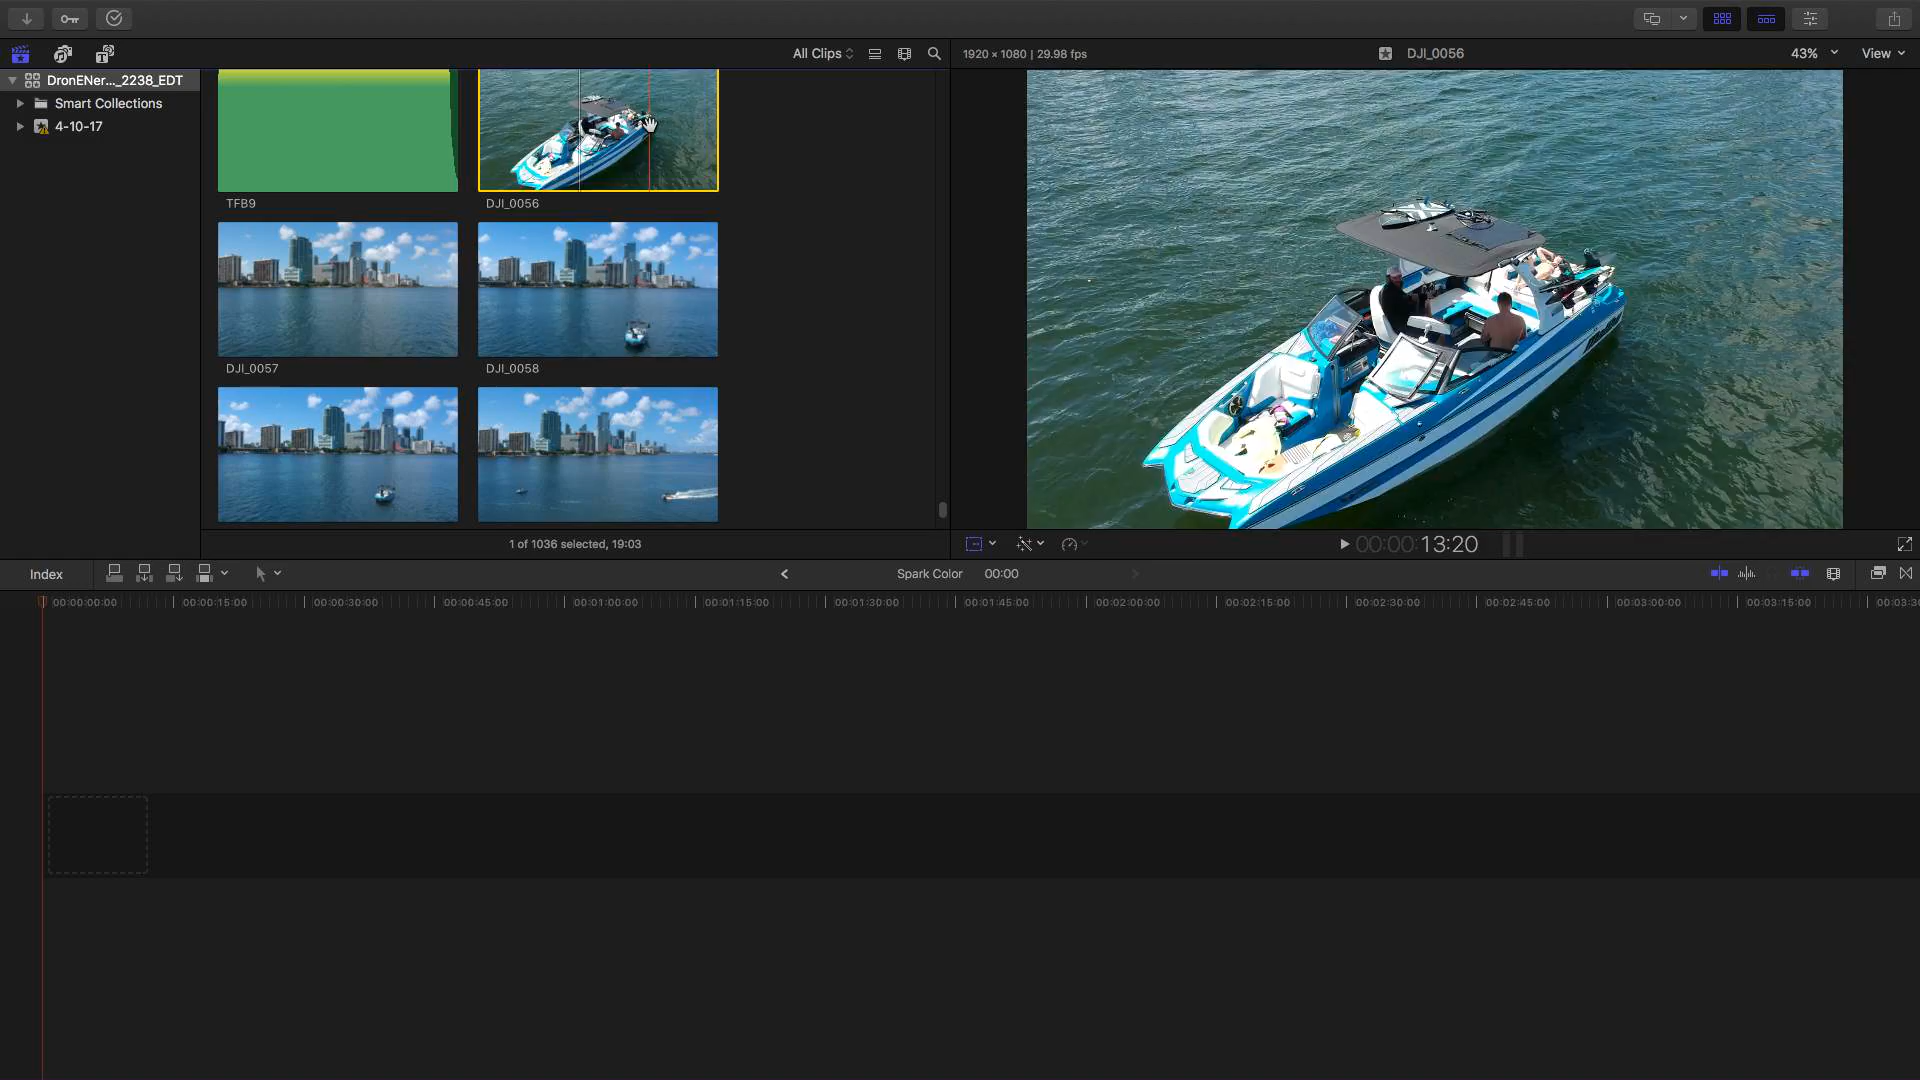 All Clips
1920 × 1080 | 29.98 fps
DJI_0056
43%
View
DronENer..._2238_EDT
Smart Collections
4-10-17
TFB9
DJI_0056
DJI_0057
DJI_0058
1 of 1036 selected, 19:03
00:00:13:20
Index
Spark Color
00:00
00:00:00:00
00:00:15:00
00:00:30:00
00:00:45:00
00:01:00:00
00:01:15:00
00:01:30:00
00:01:45:00
00:02:00:00
00:02:15:00
00:02:30:00
00:02:45:00
00:03:00:00
00:03:15:00
00:03:30